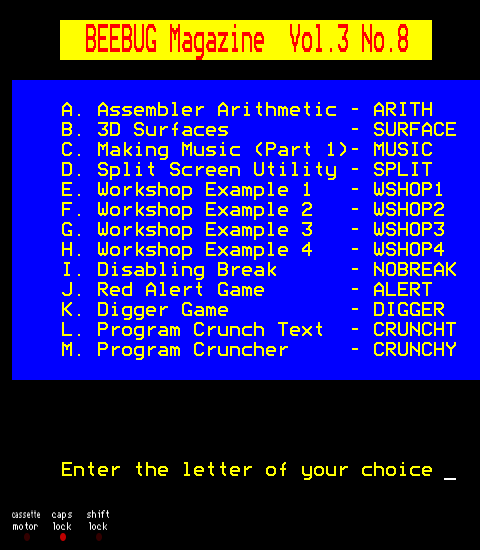 BEEBUG Magazine  Vol.3 No.8
A. Assembler Arithmetic - ARITH
B. 3D Surfaces          - SURFACE
C. Making Music (Part 1)- MUSIC
D. Split Screen Utility - SPLIT
E. Workshop Example 1   - WSHOP1
F. Workshop Example 2   - WSHOP2
G. Workshop Example 3   - WSHOP3
H. Workshop Example 4   - WSHOP4
I. Disabling Break      - NOBREAK
J. Red Alert Game       - ALERT
K. Digger Game          - DIGGER
L. Program Crunch Text  - CRUNCHT
M. Program Cruncher     - CRUNCHY
Enter the letter of your choice _
cassette motor
caps lock
shift lock